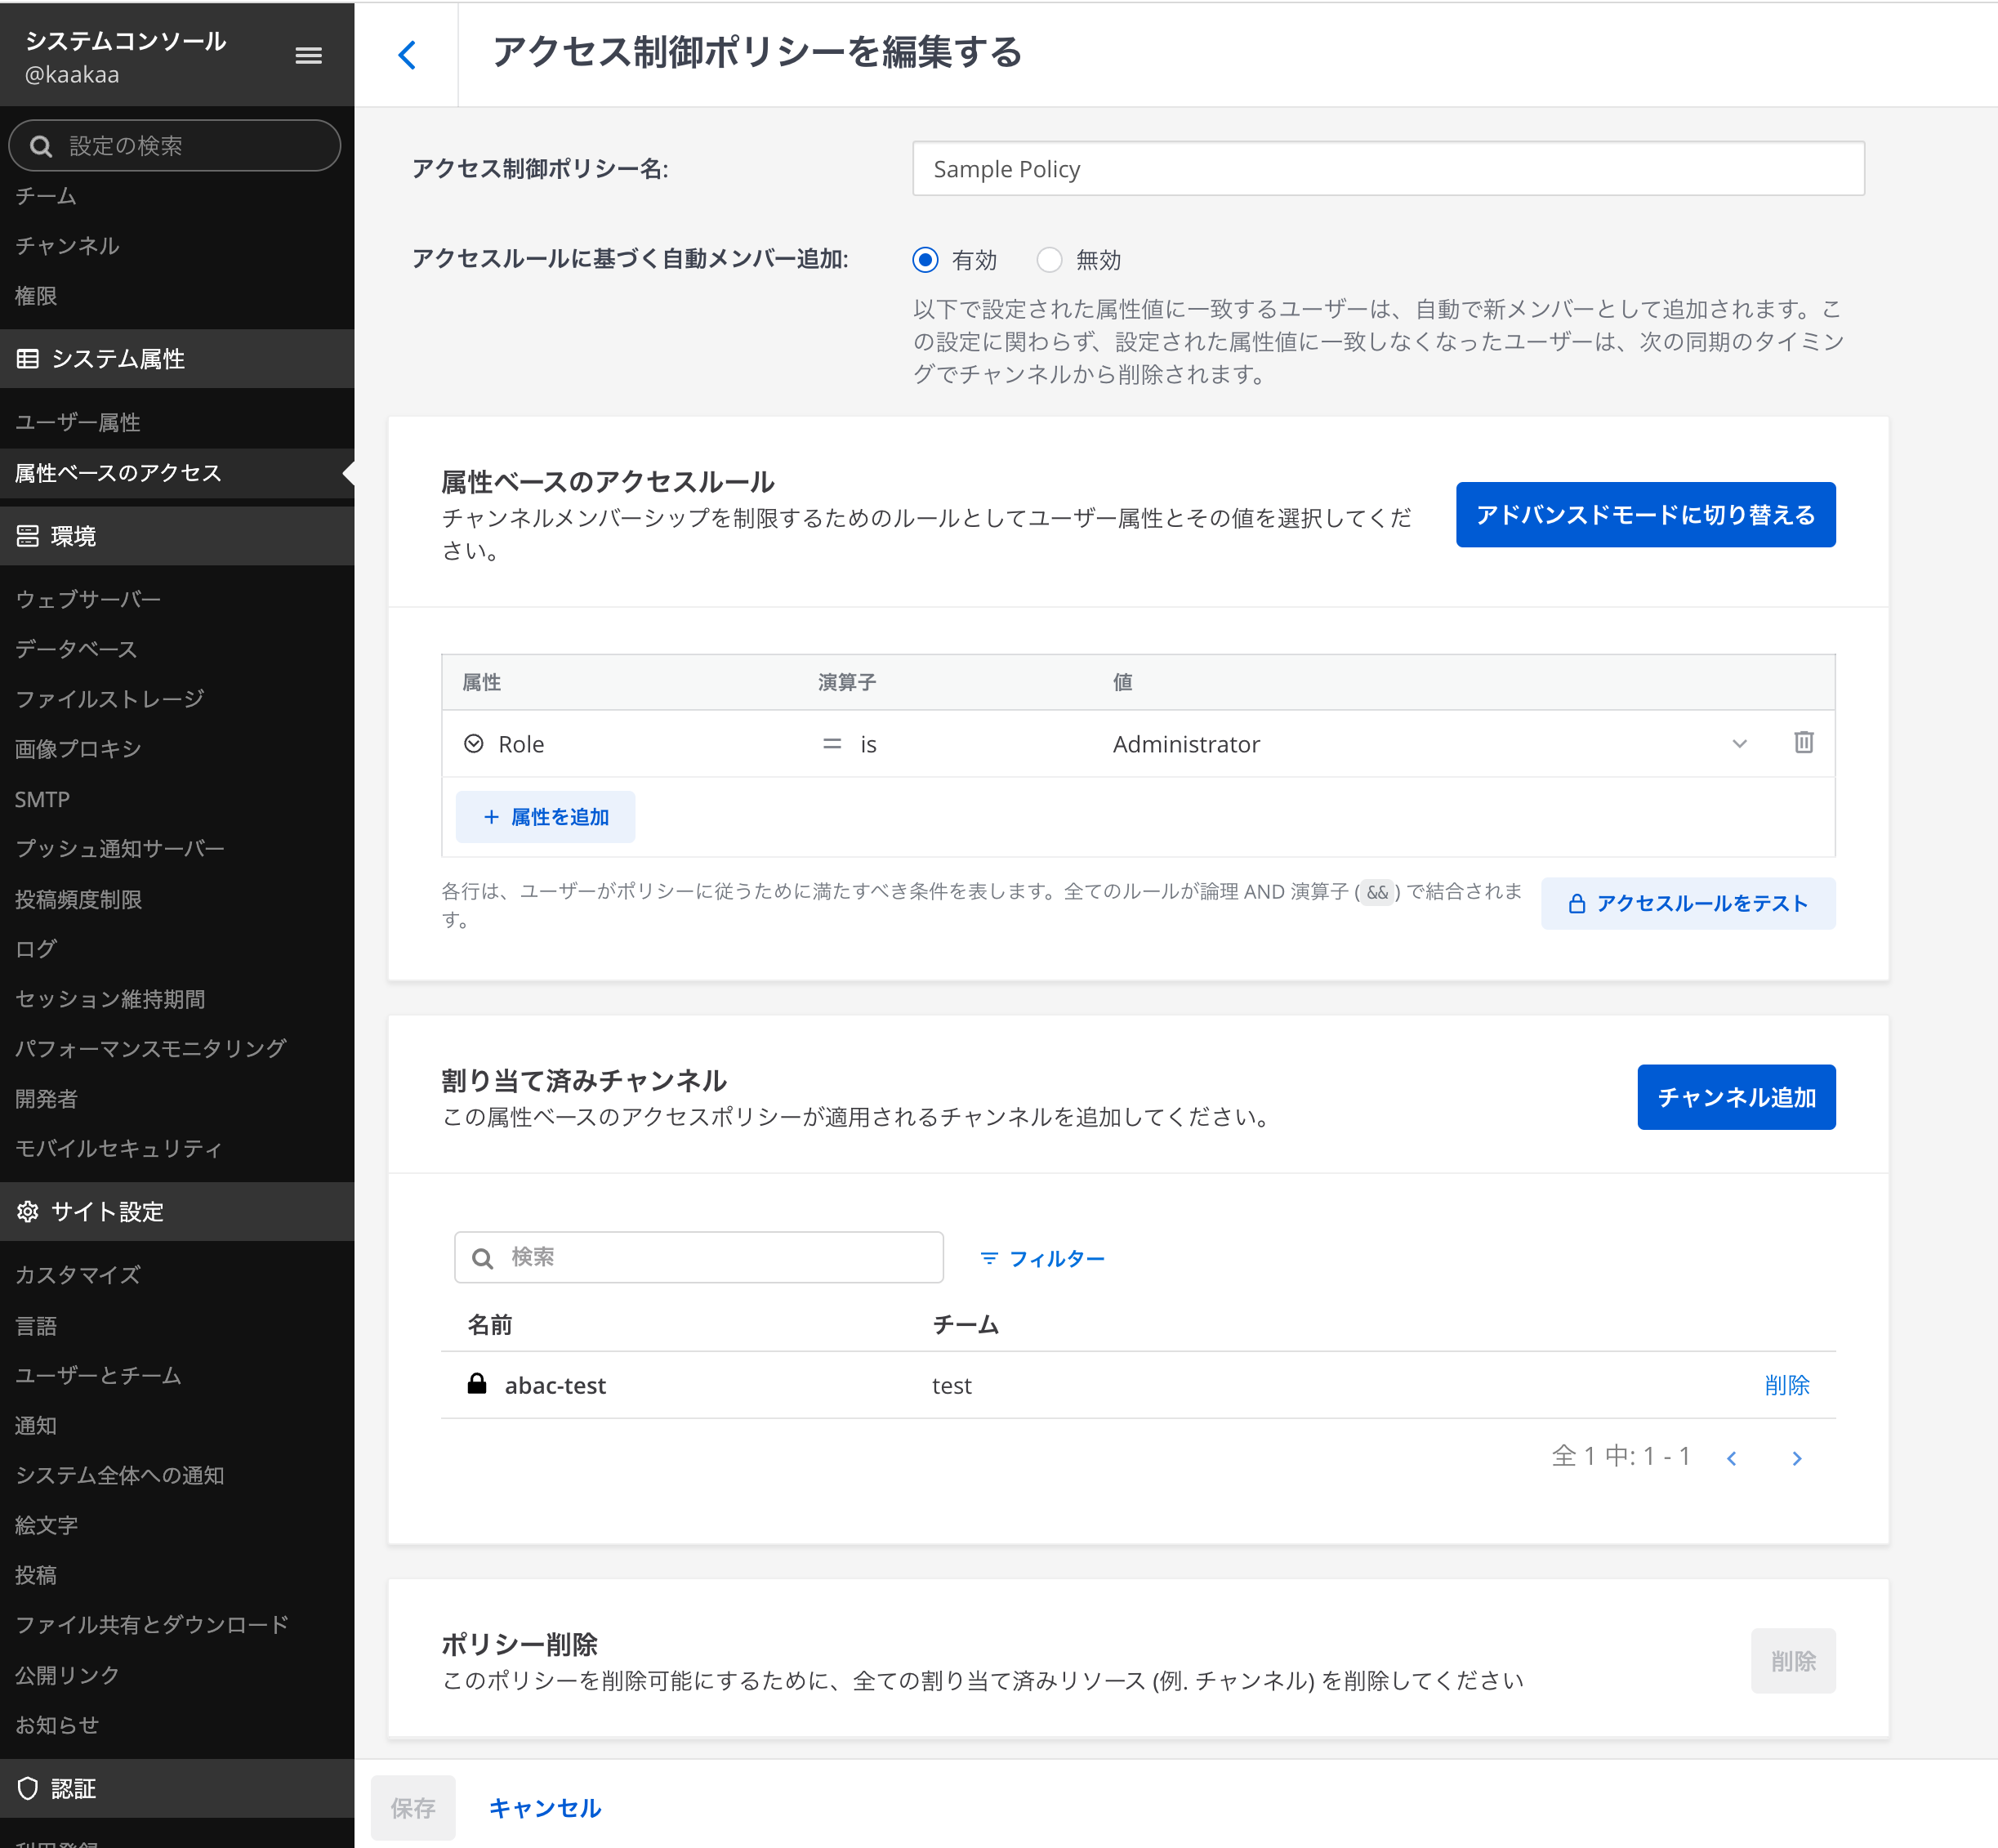 システムコンソール
@kaakaa
設定の検索
チーム
チャンネル
権限
システム属性
ユーザー属性
属性ベースのアクセス
環境
ウェブサーバー
データベース
ファイルストレージ
画像プロキシ
SMTP
プッシュ通知サーバー
投稿頻度制限
ログ
セッション維持期間
パフォーマンスモニタリング
開発者
モバイルセキュリティ
サイト設定
カスタマイズ
言語
ユーザーとチーム
通知
システム全体への通知
絵文字
投稿
ファイル共有とダウンロード
公開リンク
お知らせ
認証
アクセス制御ポリシーを編集する
アクセス制御ポリシー名:
Sample Policy
アクセスルールに基づく自動メンバー追加:
有効 無効
以下で設定された属性値に一致するユーザーは、自動で新メンバーとして追加されます。こ
の設定に関わらず、設定された属性値に一致しなくなったユーザーは、次の同期のタイミン
グでチャンネルから削除されます。
属性ベースのアクセスルール
チャンネルメンバーシップを制限するためのルールとしてユーザー属性とその値を選択してくだ
さい。
アドバンスドモードに切り替える
属性 演算子 値
Role = is Administrator
+ 属性を追加
各行は、ユーザーがポリシーに従うために満たすべき条件を表します。全てのルールが論理 AND 演算子 ( && ) で結合されま
す。
アクセスルールをテスト
割り当て済みチャンネル
この属性ベースのアクセスポリシーが適用されるチャンネルを追加してください。
チャンネル追加
検索
フィルター
名前 チーム
abac-test test 削除
全 1 中: 1 - 1
ポリシー削除
このポリシーを削除可能にするために、全ての割り当て済みリソース (例. チャンネル) を削除してください
削除
保存 キャンセル